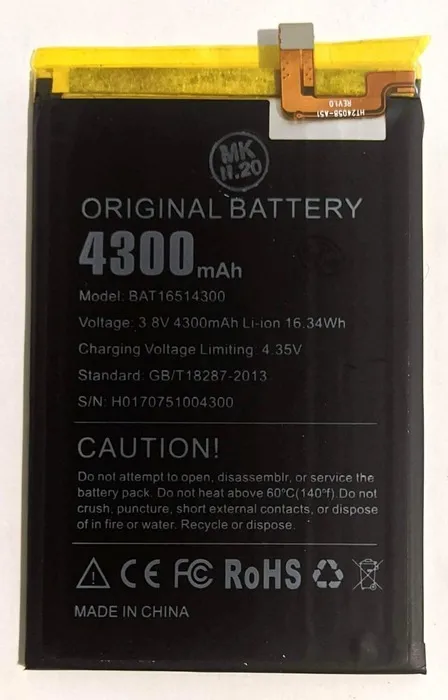 HT24058-A51
REV1.0
MK
11.20
ORIGINAL BATTERY
4300mAh
Model: BAT16514300
Voltage: 3.8V 4300mAh Li-ion 16.34Wh
Charging Voltage Limiting: 4.35V
Standard: GB/T18287-2013
S/N: H0170751004300
CAUTION!
Do not attempt to open, disassemblr, or service the
battery pack. Do not heat above 60°C(140°f).Do not
crush, puncture, short external contacts, or dispose
of in fire or water. Recycle or dispose.
CE FC RoHS
MADE IN CHINA